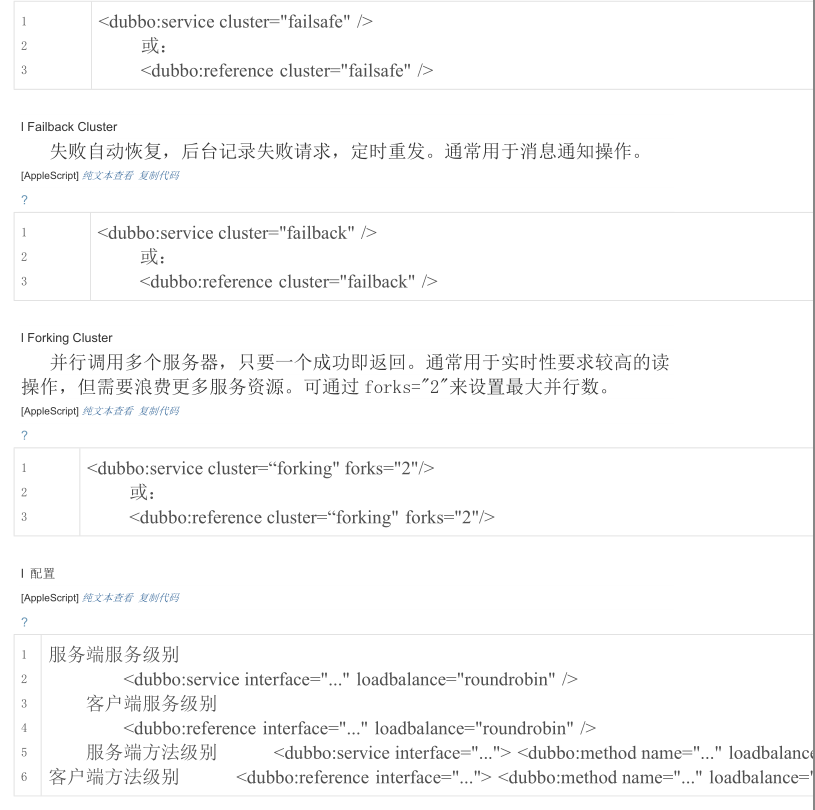 1 <dubbo:service cluster="failsafe" />
2 或：
3 <dubbo:reference cluster="failsafe" />
l Failback Cluster
失败自动恢复，后台记录失败请求，定时重发。通常用于消息通知操作。
[AppleScript] 纯文本查看 复制代码
?
1 <dubbo:service cluster="failback" />
2 或：
3 <dubbo:reference cluster="failback" />
l Forking Cluster
并行调用多个服务器，只要一个成功即返回。通常用于实时性要求较高的读
操作，但需要浪费更多服务资源。可通过 forks="2"来设置最大并行数。
[AppleScript] 纯文本查看 复制代码
?
1 <dubbo:service cluster=“forking" forks="2"/>
2 或：
3 <dubbo:reference cluster=“forking" forks="2"/>
l 配置
[AppleScript] 纯文本查看 复制代码
?
1 服务端服务级别
2 <dubbo:service interface="..." loadbalance="roundrobin" />
3 客户端服务级别
4 <dubbo:reference interface="..." loadbalance="roundrobin" />
5 服务端方法级别 <dubbo:service interface="..."> <dubbo:method name="..." loadbalance
6 客户端方法级别 <dubbo:reference interface="..."> <dubbo:method name="..." loadbalance="